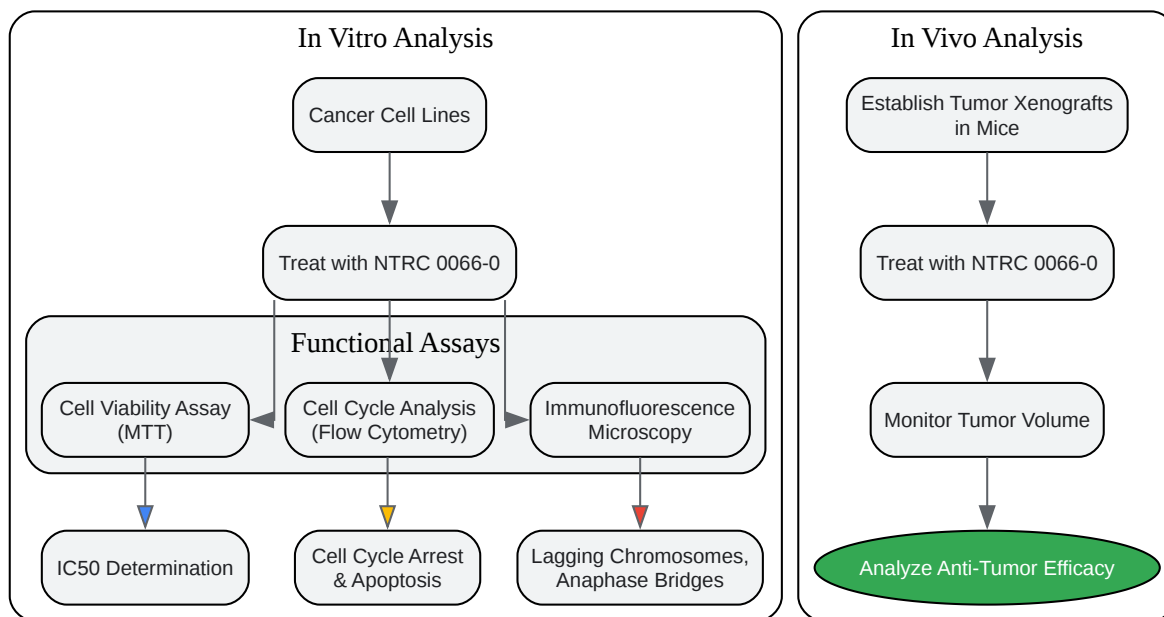 In Vitro Analysis
Cancer Cell Lines
Treat with NTRC 0066-0
Functional Assays
Cell Viability Assay
(MTT)
Cell Cycle Analysis
(Flow Cytometry)
Immunofluorescence
Microscopy
IC50 Determination
Cell Cycle Arrest
& Apoptosis
Lagging Chromosomes,
Anaphase Bridges
In Vivo Analysis
Establish Tumor Xenografts
in Mice
Treat with NTRC 0066-0
Monitor Tumor Volume
Analyze Anti-Tumor Efficacy